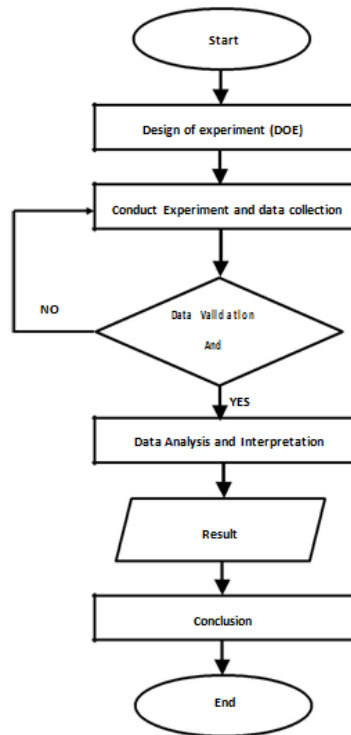 Start
Design of experiment (DOE)
Conduct Experiment and data collection
Data Validation
And
NO
YES
Data Analysis and Interpretation
Result
Conclusion
End